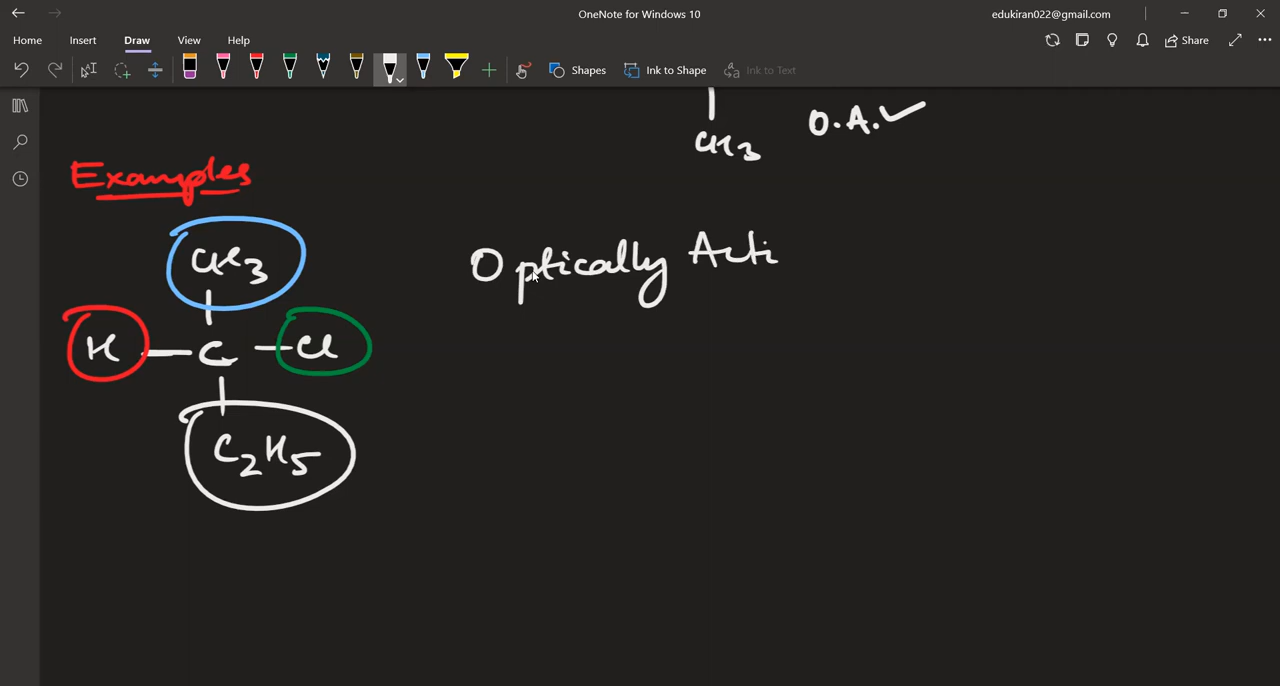 OneNote for Windows 10
edukiran022@gmail.com
Home Insert Draw View Help
Share
Shapes Ink to Shape Ink to Text
CH3
O.A. ✓
Examples
CH3
Optically Acti
H — C — Cl
C2H5